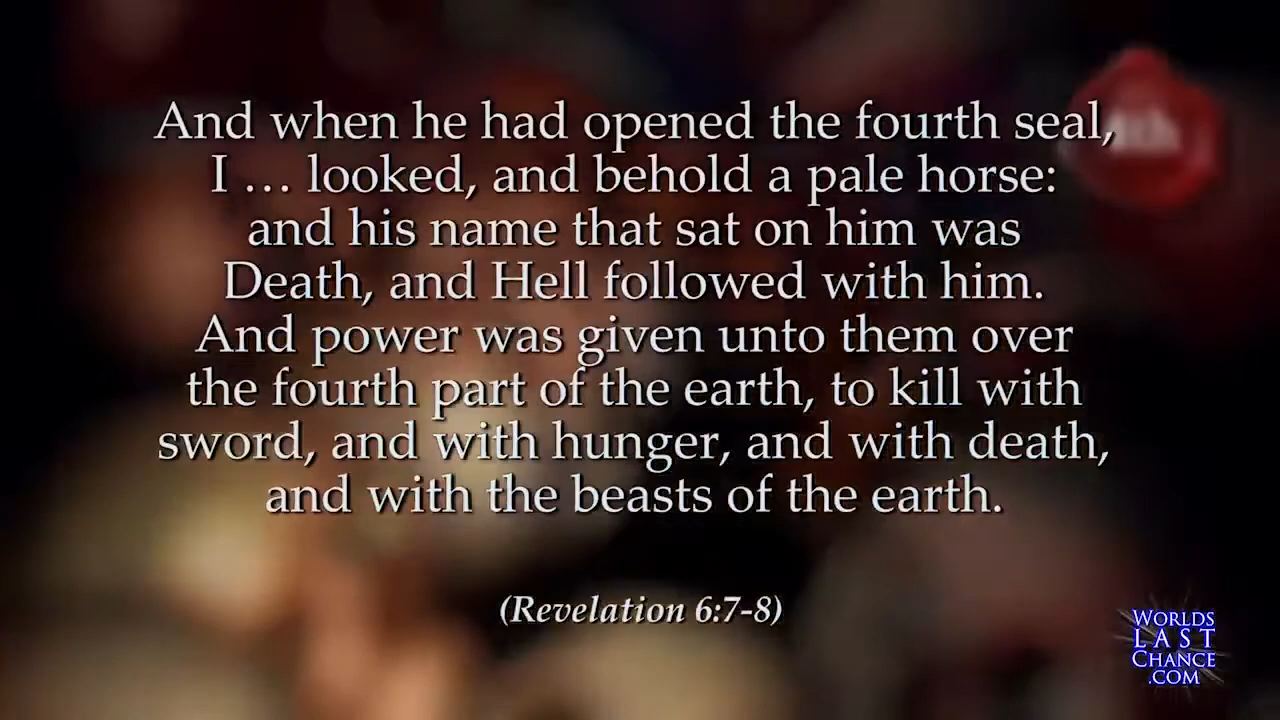 And when he had opened the fourth seal,
I … looked, and behold a pale horse:
and his name that sat on him was
Death, and Hell followed with him.
And power was given unto them over
the fourth part of the earth, to kill with
sword, and with hunger, and with death,
and with the beasts of the earth.
(Revelation 6:7-8)
WORLDS
LAST
CHANCE
.COM